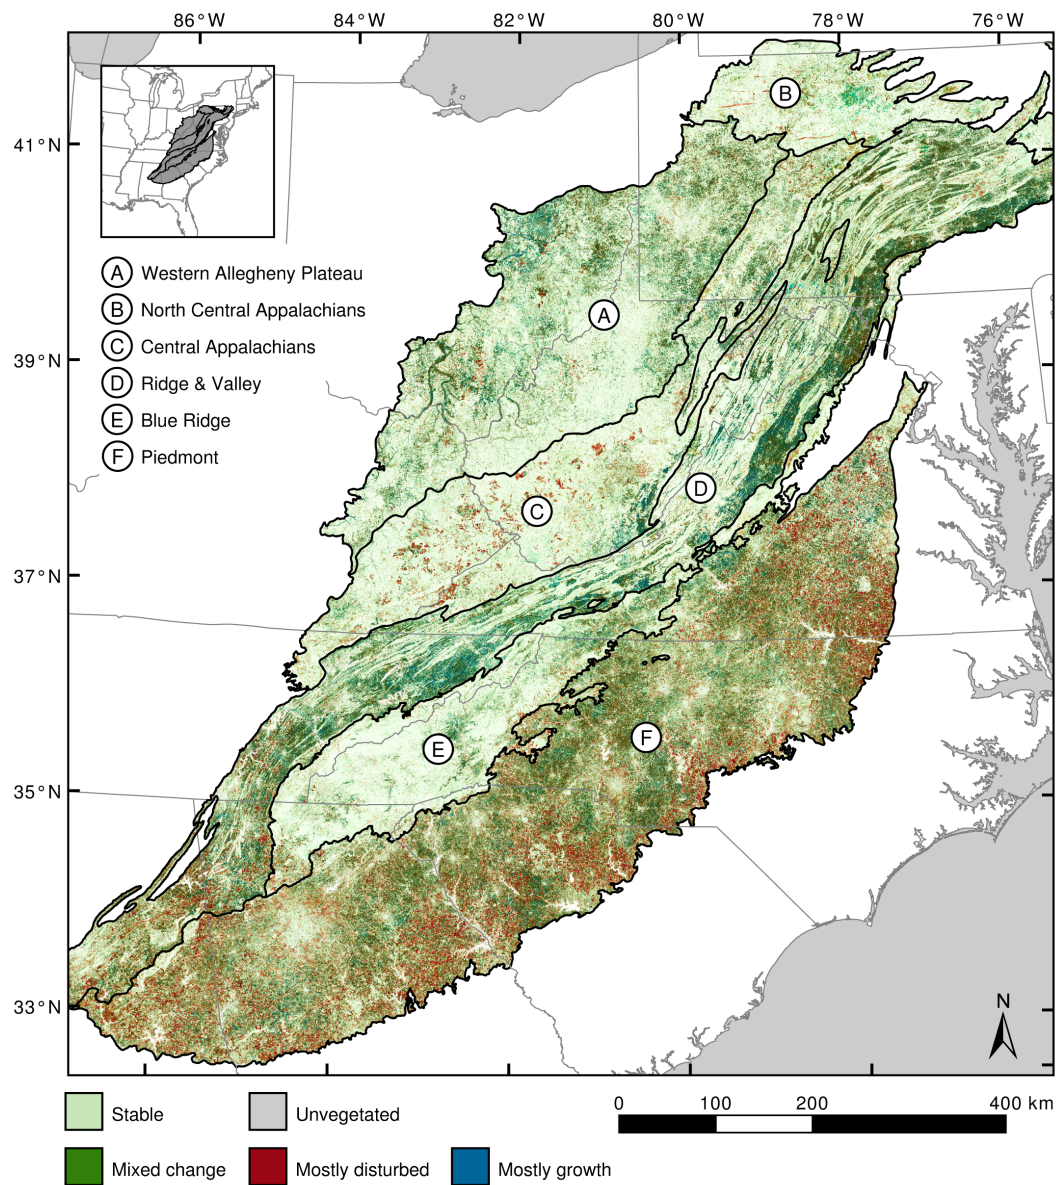 86°W 84°W 82°W 80°W 78°W 76°W
B
41°N
A Western Allegheny Plateau
B North Central Appalachians
A
C Central Appalachians
39°N
D Ridge & Valley
E Blue Ridge
F Piedmont
D
C
37°N
F
E
35°N
33°N
N
0 100 200 400 km
Stable
Unvegetated
Mixed change
Mostly disturbed
Mostly growth